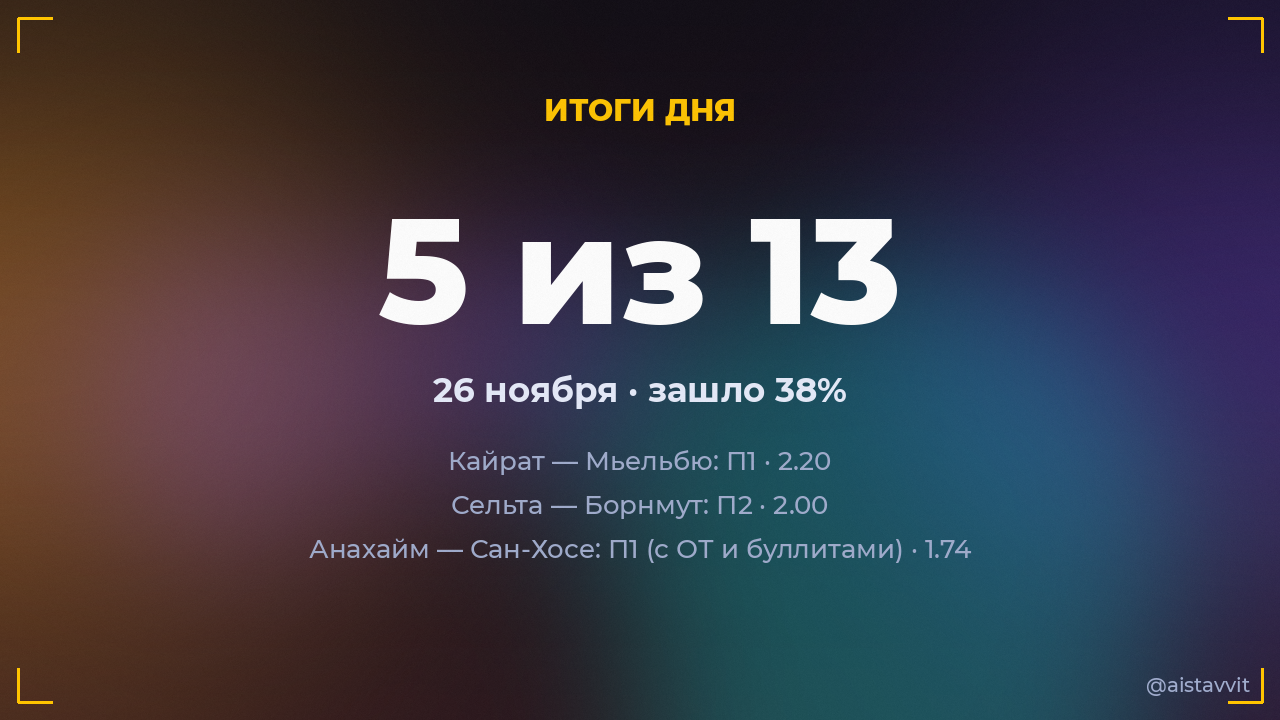 ИТОГИ ДНЯ
5 из 13
26 ноября · зашло 38%
Кайрат — Мьельбю: П1 · 2.20
Сельта — Борнмут: П2 · 2.00
Анахайм — Сан-Хосе: П1 (с ОТ и буллитами) · 1.74
@aistavvit